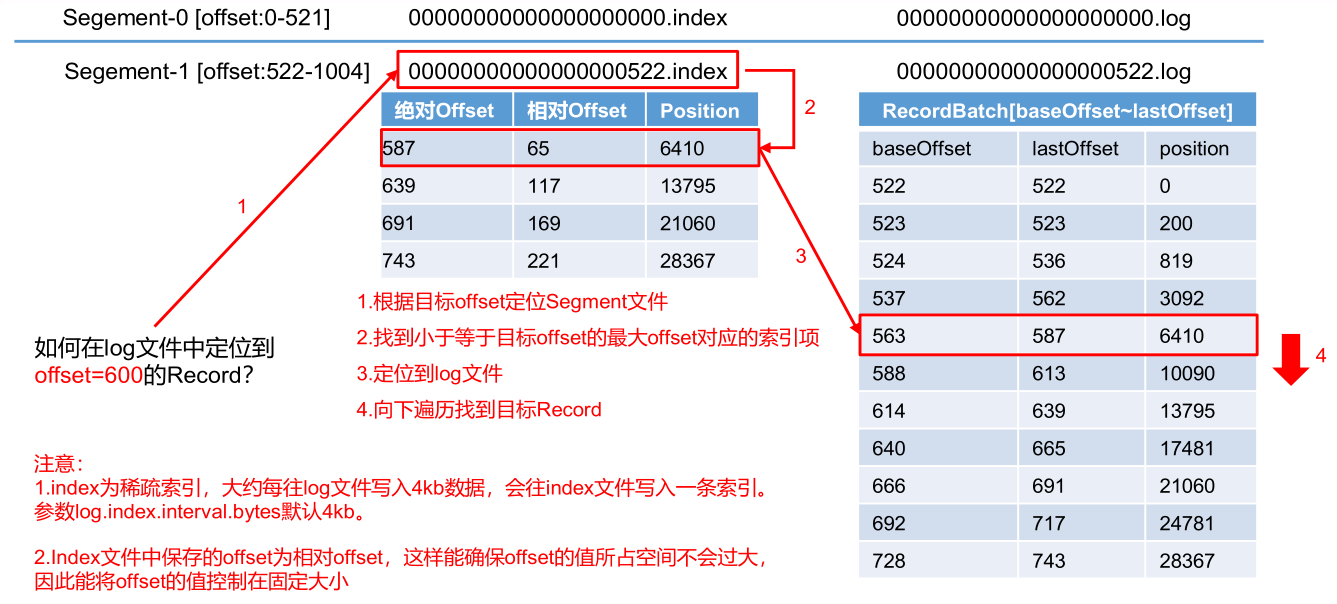 Segement-0 [offset:0-521] 00000000000000000000.index 00000000000000000000.log
Segement-1 [offset:522-1004] 00000000000000000522.index 00000000000000000522.log
绝对Offset 相对Offset Position
587 65 6410
639 117 13795
691 169 21060
743 221 28367
2
1
3
RecordBatch[baseOffset~lastOffset]
baseOffset lastOffset position
522 522 0
523 523 200
524 536 819
537 562 3092
563 587 6410
588 613 10090
614 639 13795
640 665 17481
666 691 21060
692 717 24781
728 743 28367
4
1.根据目标offset定位Segment文件
2.找到小于等于目标offset的最大offset对应的索引项
3.定位到log文件
4.向下遍历找到目标Record
如何在log文件中定位到
offset=600的Record?
注意：
1.index为稀疏索引，大约每往log文件写入4kb数据，会往index文件写入一条索引。
参数log.index.interval.bytes默认4kb。
2.Index文件中保存的offset为相对offset，这样能确保offset的值所占空间不会过大，
因此能将offset的值控制在固定大小